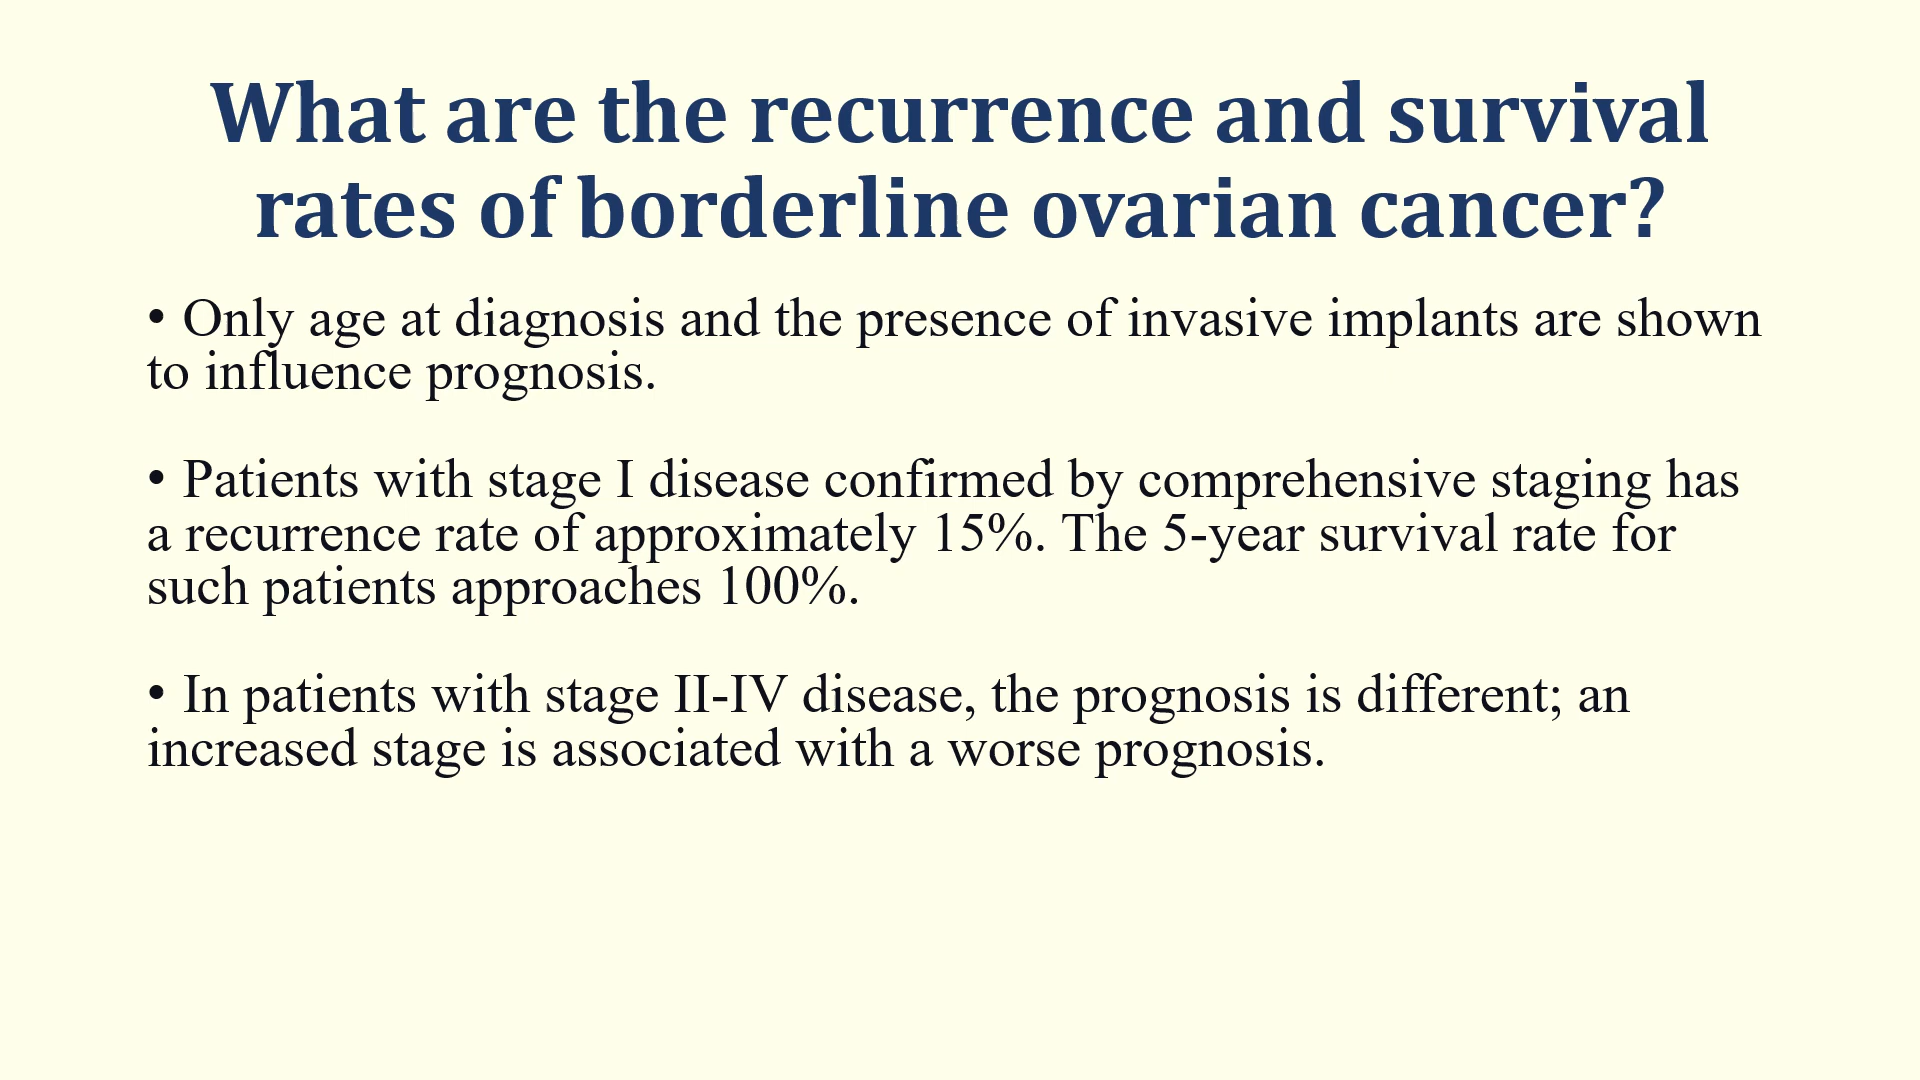 What are the recurrence and survival
rates of borderline ovarian cancer?
• Only age at diagnosis and the presence of invasive implants are shown
to influence prognosis.
• Patients with stage I disease confirmed by comprehensive staging has
a recurrence rate of approximately 15%. The 5-year survival rate for
such patients approaches 100%.
• In patients with stage II-IV disease, the prognosis is different; an
increased stage is associated with a worse prognosis.